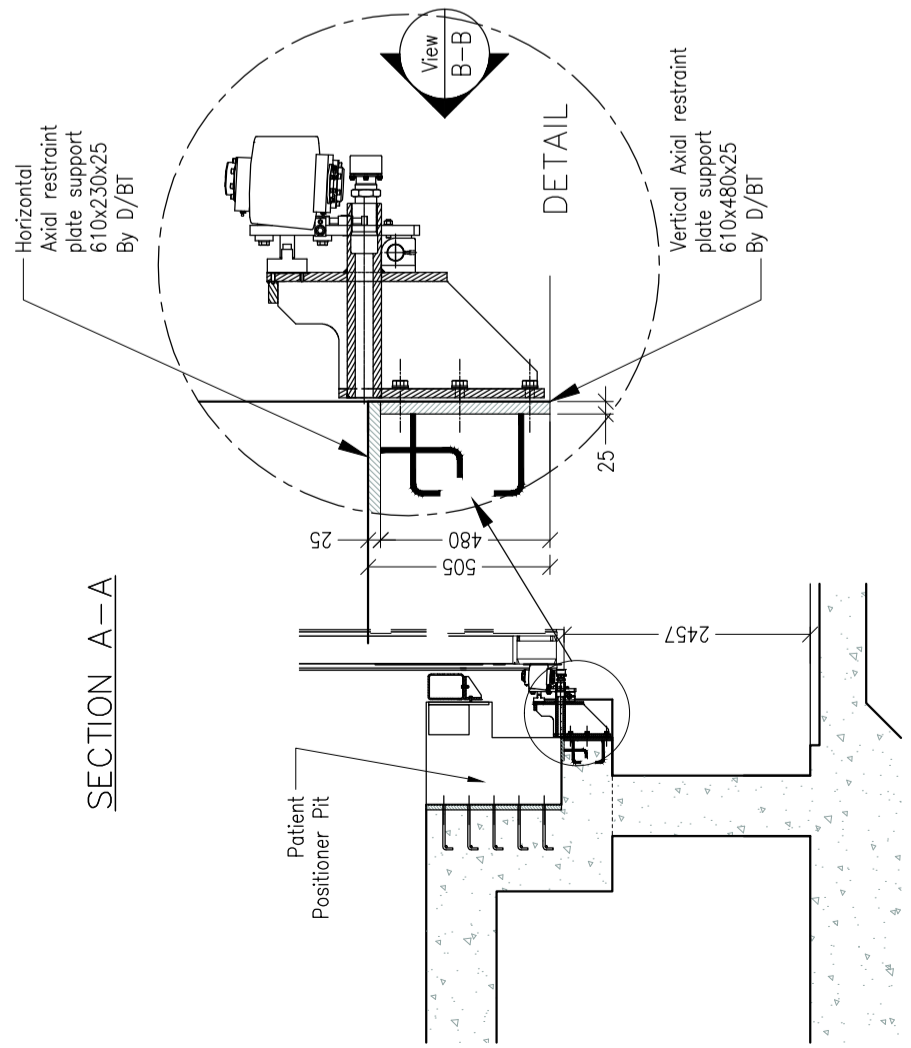 SECTION A-A
Horizontal
Axial restraint
plate support
610x230x25
By D/BT
View
B-B
DETAIL
Vertical Axial restraint
plate support
610x480x25
By D/BT
25
480
505
25
2457
Patient
Positioner Pit